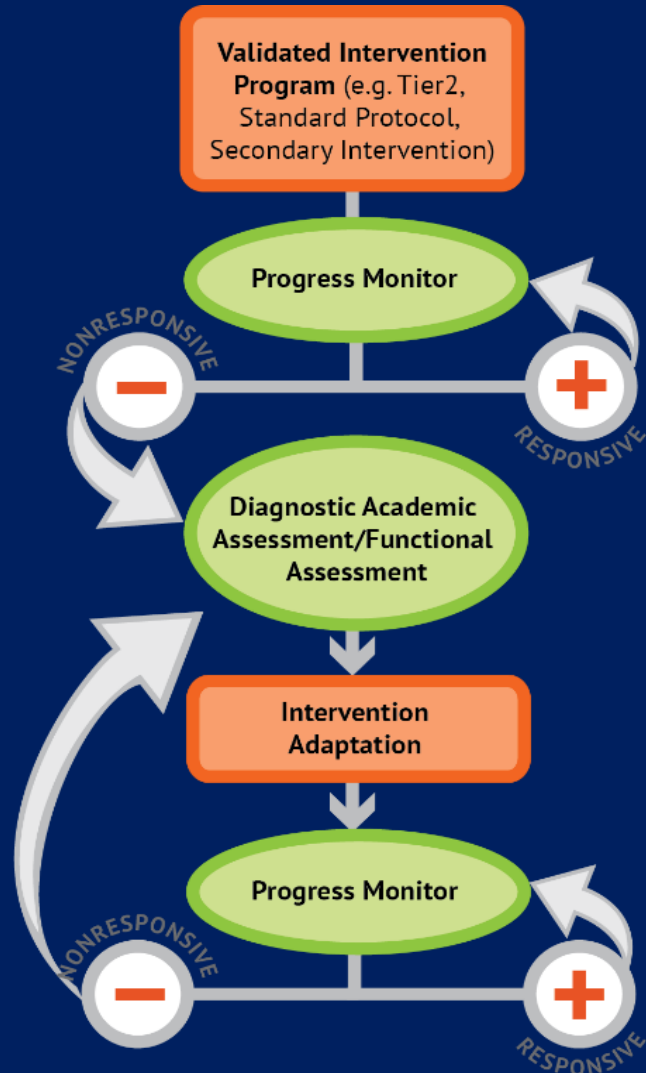 Validated Intervention
Program (e.g. Tier2,
Standard Protocol,
Secondary Intervention)
Progress Monitor
NONRESPONSIVE
RESPONSIVE
Diagnostic Academic
Assessment/Functional
Assessment
Intervention
Adaptation
Progress Monitor
NONRESPONSIVE
RESPONSIVE